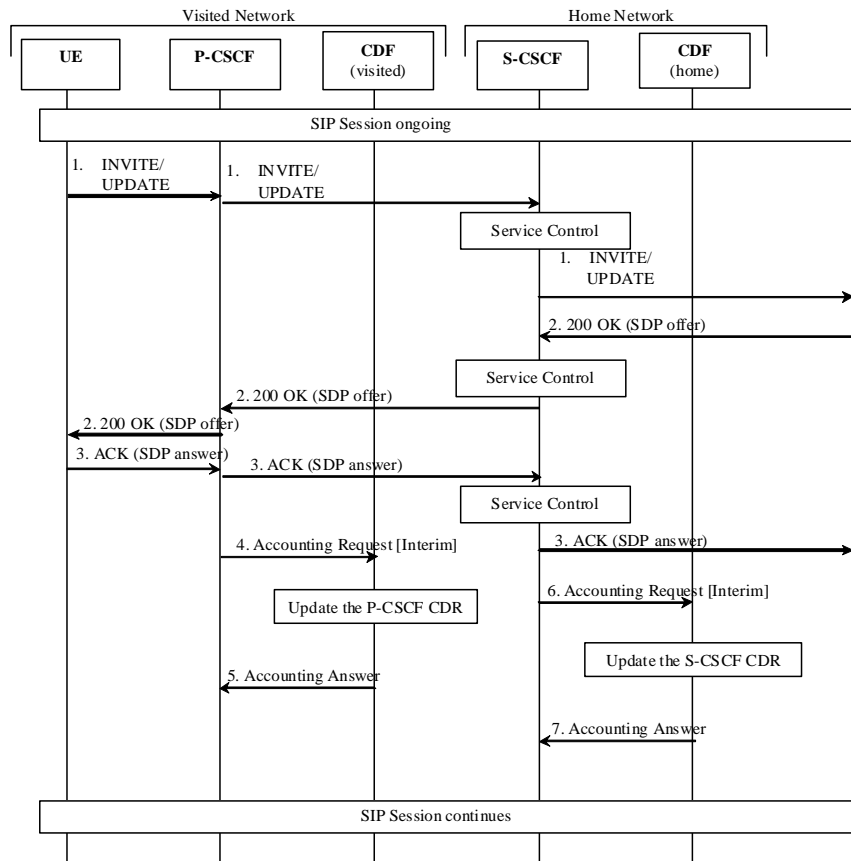 Visited Network
Home Network
UE
P-CSCF
CDF
(visited)
S-CSCF
CDF
(home)
SIP Session ongoing
1. INVITE/
UPDATE
1. INVITE/
UPDATE
Service Control
1. INVITE/
UPDATE
2. 200 OK (SDP offer)
Service Control
2. 200 OK (SDP offer)
2. 200 OK (SDP offer)
3. ACK (SDP answer)
3. ACK (SDP answer)
Service Control
4. Accounting Request [Interim]
3. ACK (SDP answer)
6. Accounting Request [Interim]
Update the P-CSCF CDR
Update the S-CSCF CDR
5. Accounting Answer
7. Accounting Answer
SIP Session continues